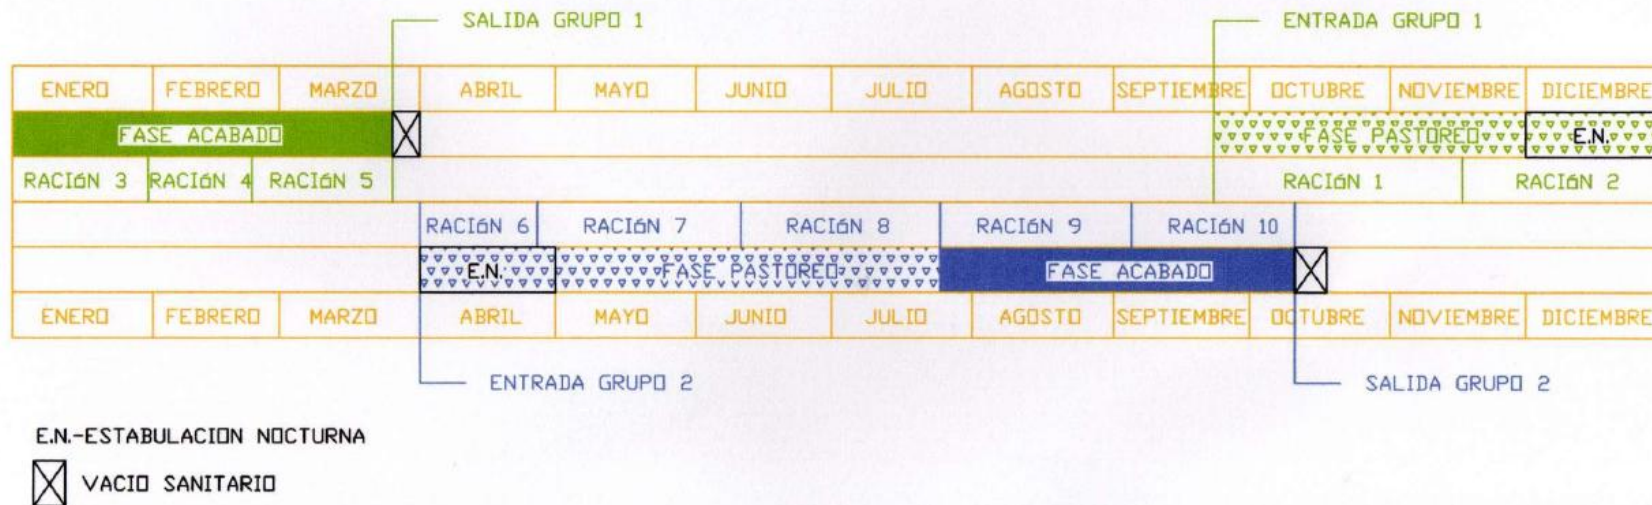 SALIDA GRUPO 1 ENTRADA GRUPO 1
ENERO FEBRERO MARZO ABRIL MAYO JUNIO JULIO AGOSTO SEPTIEMBRE OCTUBRE NOVIEMBRE DICIEMBRE
FASE ACABADO FASE PASTOREO E.N.
RACIóN 3 RACIóN 4 RACIóN 5 RACIóN 1 RACIóN 2
RACIóN 6 RACIóN 7 RACIóN 8 RACIóN 9 RACIóN 10
E.N. FASE PASTOREO FASE ACABADO
ENERO FEBRERO MARZO ABRIL MAYO JUNIO JULIO AGOSTO SEPTIEMBRE OCTUBRE NOVIEMBRE DICIEMBRE
ENTRADA GRUPO 2 SALIDA GRUPO 2
E.N.-ESTABULACION NOCTURNA
VACIO SANITARIO